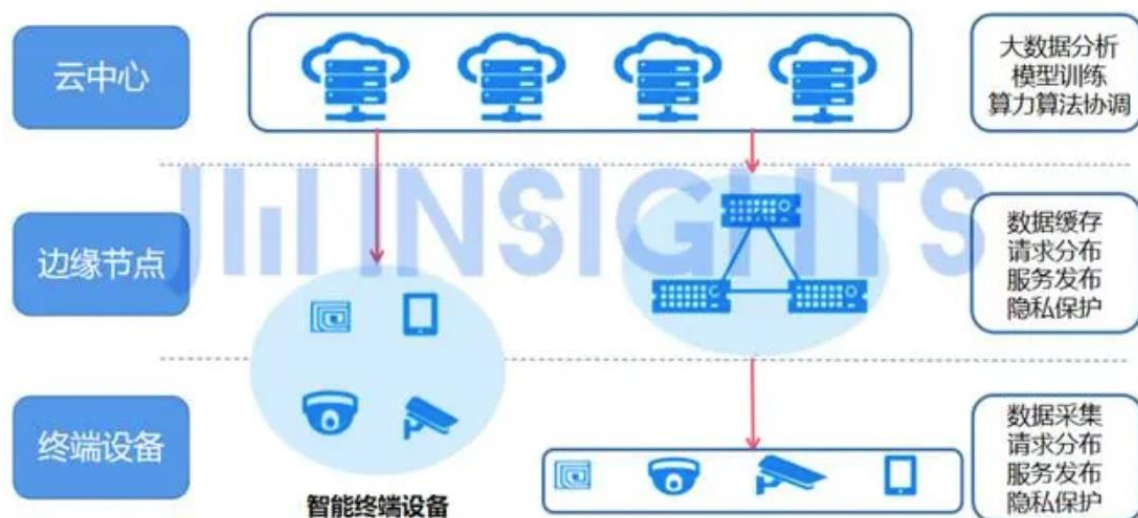 云中心
大数据分析
模型训练
算力算法协调
JW INSIGHTS
边缘节点
数据缓存
请求分布
服务发布
隐私保护
终端设备
智能终端设备
数据采集
请求分布
服务发布
隐私保护